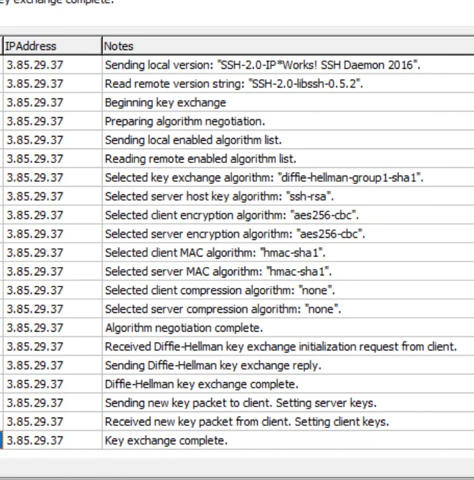 ey exchange complete.
IPAddress Notes
3.85.29.37 Sending local version: "SSH-2.0-IP*Works! SSH Daemon 2016".
3.85.29.37 Read remote version string: "SSH-2.0-libssh-0.5.2".
3.85.29.37 Beginning key exchange
3.85.29.37 Preparing algorithm negotiation.
3.85.29.37 Sending local enabled algorithm list.
3.85.29.37 Reading remote enabled algorithm list.
3.85.29.37 Selected key exchange algorithm: "diffie-hellman-group1-sha1".
3.85.29.37 Selected server host key algorithm: "ssh-rsa".
3.85.29.37 Selected client encryption algorithm: "aes256-cbc".
3.85.29.37 Selected server encryption algorithm: "aes256-cbc".
3.85.29.37 Selected client MAC algorithm: "hmac-sha1".
3.85.29.37 Selected server MAC algorithm: "hmac-sha1".
3.85.29.37 Selected client compression algorithm: "none".
3.85.29.37 Selected server compression algorithm: "none".
3.85.29.37 Algorithm negotiation complete.
3.85.29.37 Received Diffie-Hellman key exchange initialization request from client.
3.85.29.37 Sending Diffie-Hellman key exchange reply.
3.85.29.37 Diffie-Hellman key exchange complete.
3.85.29.37 Sending new key packet to client. Setting server keys.
3.85.29.37 Received new key packet from client. Setting client keys.
3.85.29.37 Key exchange complete.